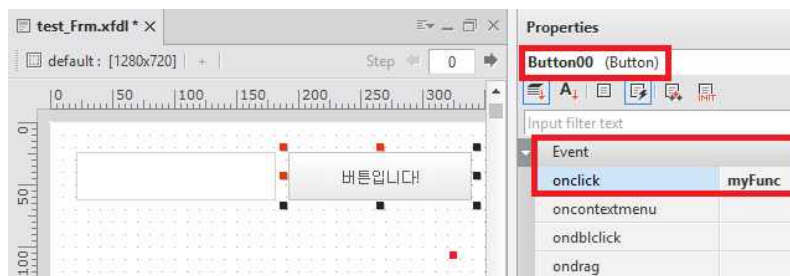 test_Frm.xfdl *
Properties
default : [1280x720] +
Step 0
Button00 (Button)
INIT
Input filter text
0 50 100 150 200 250 300
0
50
100
버튼입니다!
Event
onclick myFunc
oncontextmenu
ondblclick
ondrag